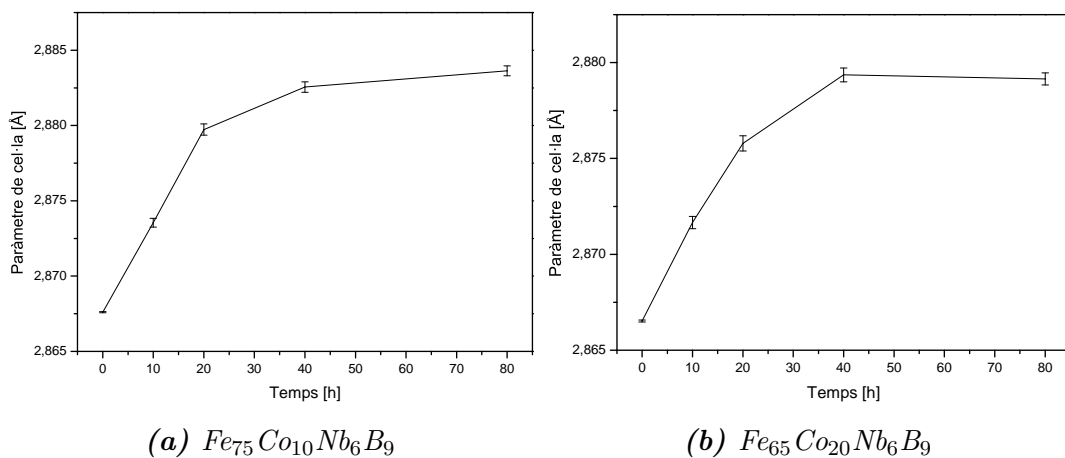 2,885
2,880
2,875
2,870
2,865
Paràmetre de cel·la [Å]
0 10 20 30 40 50 60 70 80
Temps [h]
(a) Fe75Co10Nb6B9
2,880
2,875
2,870
2,865
Paràmetre de cel·la [Å]
0 10 20 30 40 50 60 70 80
Temps [h]
(b) Fe65Co20Nb6B9